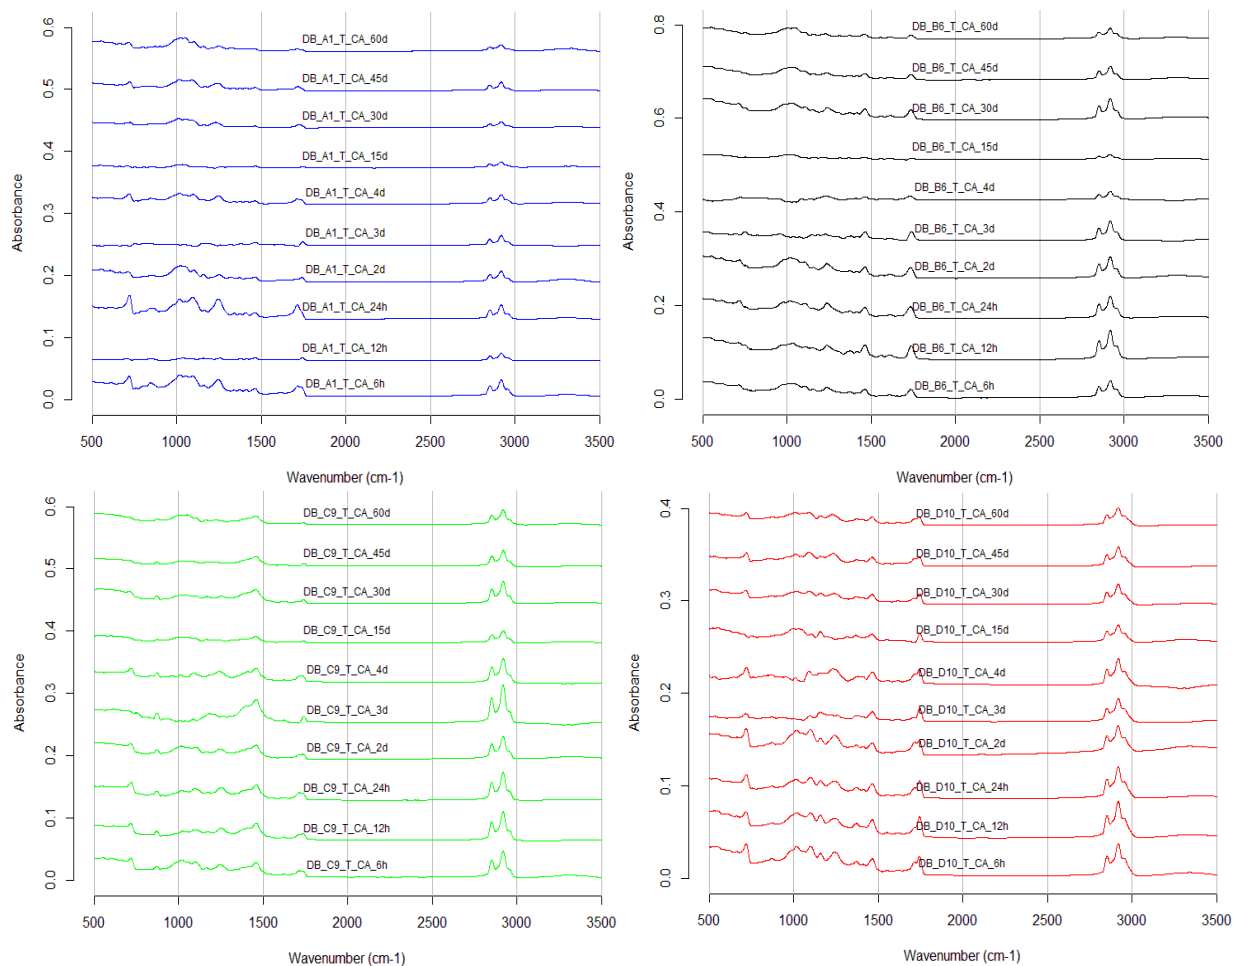 0.6
0.5
0.4
0.3
0.2
0.1
0.0
Absorbance
DB_A1_T_CA_60d
DB_A1_T_CA_45d
DB_A1_T_CA_30d
DB_A1_T_CA_15d
DB_A1_T_CA_4d
DB_A1_T_CA_3d
DB_A1_T_CA_2d
DB_A1_T_CA_24h
DB_A1_T_CA_12h
DB_A1_T_CA_6h
500 1000 1500 2000 2500 3000 3500
Wavenumber (cm-1)
0.8
0.6
0.4
0.2
0.0
Absorbance
DB_B6_T_CA_60d
DB_B6_T_CA_45d
DB_B6_T_CA_30d
DB_B6_T_CA_15d
DB_B6_T_CA_4d
DB_B6_T_CA_3d
DB_B6_T_CA_2d
DB_B6_T_CA_24h
DB_B6_T_CA_12h
DB_B6_T_CA_6h
500 1000 1500 2000 2500 3000 3500
Wavenumber (cm-1)
0.6
0.5
0.4
0.3
0.2
0.1
0.0
Absorbance
DB_C9_T_CA_60d
DB_C9_T_CA_45d
DB_C9_T_CA_30d
DB_C9_T_CA_15d
DB_C9_T_CA_4d
DB_C9_T_CA_3d
DB_C9_T_CA_2d
DB_C9_T_CA_24h
DB_C9_T_CA_12h
DB_C9_T_CA_6h
500 1000 1500 2000 2500 3000 3500
Wavenumber (cm-1)
0.4
0.3
0.2
0.1
0.0
Absorbance
DB_D10_T_CA_60d
DB_D10_T_CA_45d
DB_D10_T_CA_30d
DB_D10_T_CA_15d
DB_D10_T_CA_4d
DB_D10_T_CA_3d
DB_D10_T_CA_2d
DB_D10_T_CA_24h
DB_D10_T_CA_12h
DB_D10_T_CA_6h
500 1000 1500 2000 2500 3000 3500
Wavenumber (cm-1)